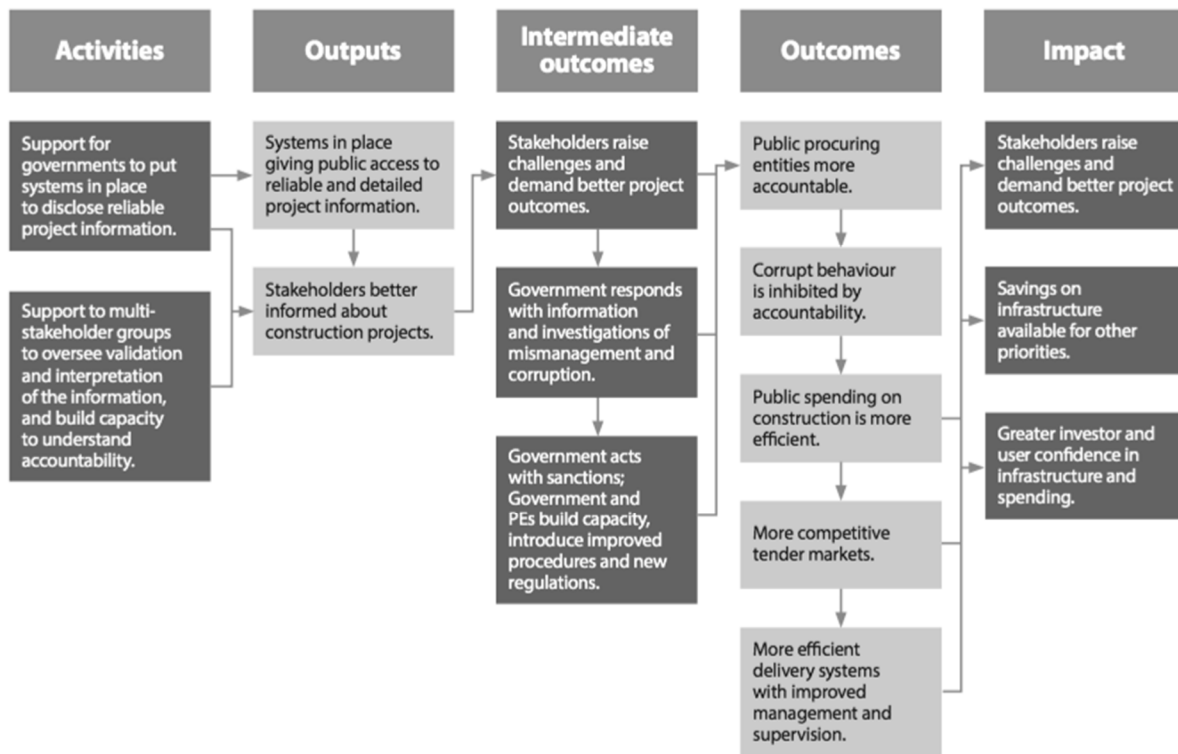 Activities
Outputs
Intermediate
outcomes
Outcomes
Impact
Support for
governments to put
systems in place
to disclose reliable
project information.
Support to multi-
stakeholder groups
to oversee validation
and interpretation
of the information,
and build capacity
to understand
accountability.
Systems in place
giving public access to
reliable and detailed
project information.
Stakeholders better
informed about
construction projects.
Stakeholders raise
challenges and
demand better project
outcomes.
Government responds
with information
and investigations of
mismanagement and
corruption.
Government acts
with sanctions;
Government and
PEs build capacity,
introduce improved
procedures and new
regulations.
Public procuring
entities more
accountable.
Corrupt behaviour
is inhibited by
accountability.
Public spending on
construction is more
efficient.
More competitive
tender markets.
More efficient
delivery systems
with improved
management and
supervision.
Stakeholders raise
challenges and
demand better project
outcomes.
Savings on
infrastructure
available for other
priorities.
Greater investor and
user confidence in
infrastructure and
spending.